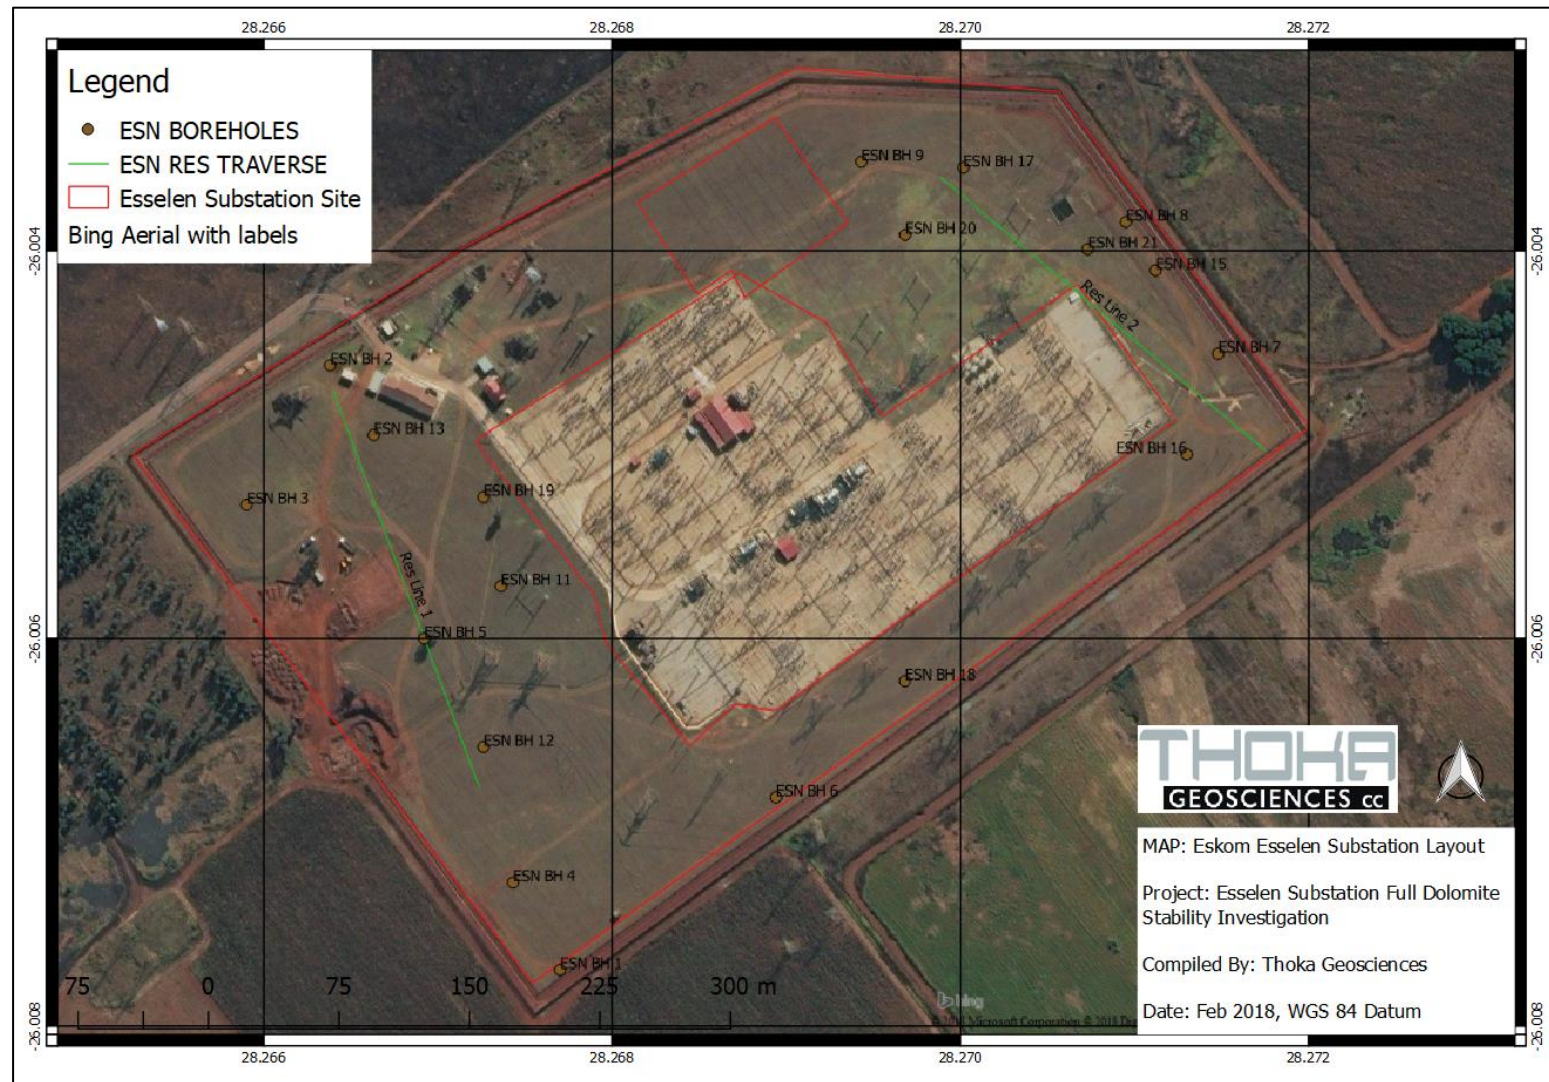 28.266 28.268 28.270 28.272
Legend
ESN BOREHOLES
ESN RES TRAVERSE
Esselen Substation Site
Bing Aerial with labels
ESN BH 9
ESN BH 17
ESN BH 8
ESN BH 20
ESN BH 21
ESN BH 15
-26.004
-26.004
Res Line 2
ESN BH 7
ESN BH 2
ESN BH 13
ESN BH 16
ESN BH 19
ESN BH 3
ESN BH 11
Res Line 1
ESN BH 5
-26.006
-26.006
ESN BH 18
ESN BH 12
ESN BH 6
ESN BH 4
ESN BH 1
THOKA
GEOSCIENCES cc
MAP: Eskom Esselen Substation Layout
Project: Esselen Substation Full Dolomite
Stability Investigation
Compiled By: Thoka Geosciences
Date: Feb 2018, WGS 84 Datum
75 0 75 150 225 300 m
bing
Microsoft Corporation © 2018
-26.008
-26.008
28.266 28.268 28.270 28.272